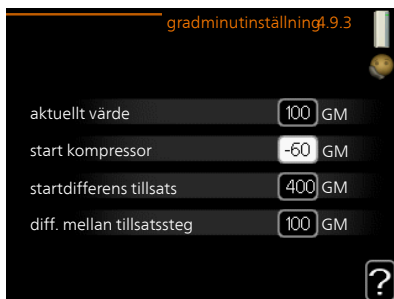 gradminutinställning4.9.3
aktuellt värde 100 GM
start kompressor -60 GM
startdifferens tillsats 400 GM
diff. mellan tillsatssteg 100 GM
?